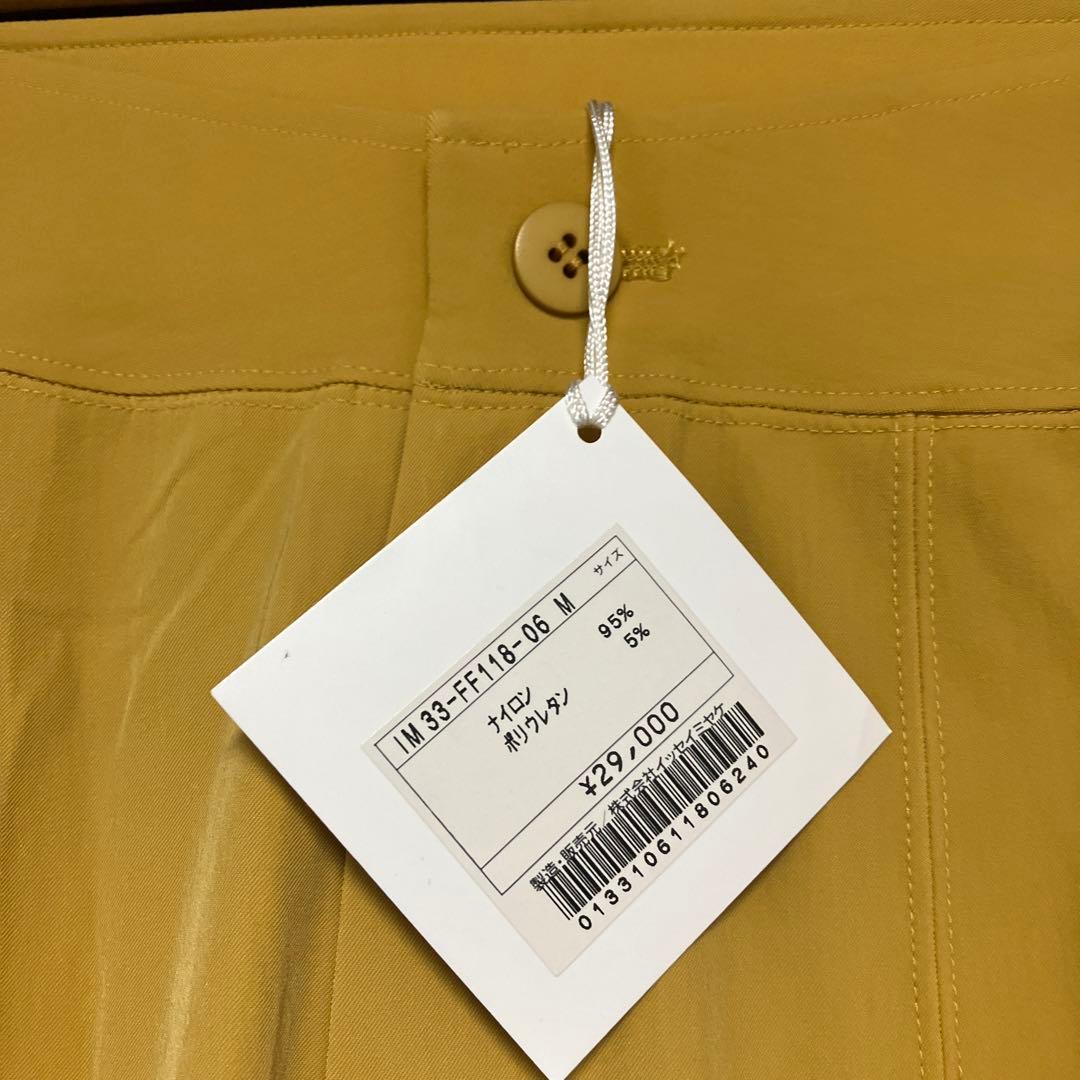 サイズ
IM33-FF118-06 M
ナイロン 95%
ポリウレタン 5%
¥29,000
製造・販売元/株式会社イッセイミヤケ
013310611806240